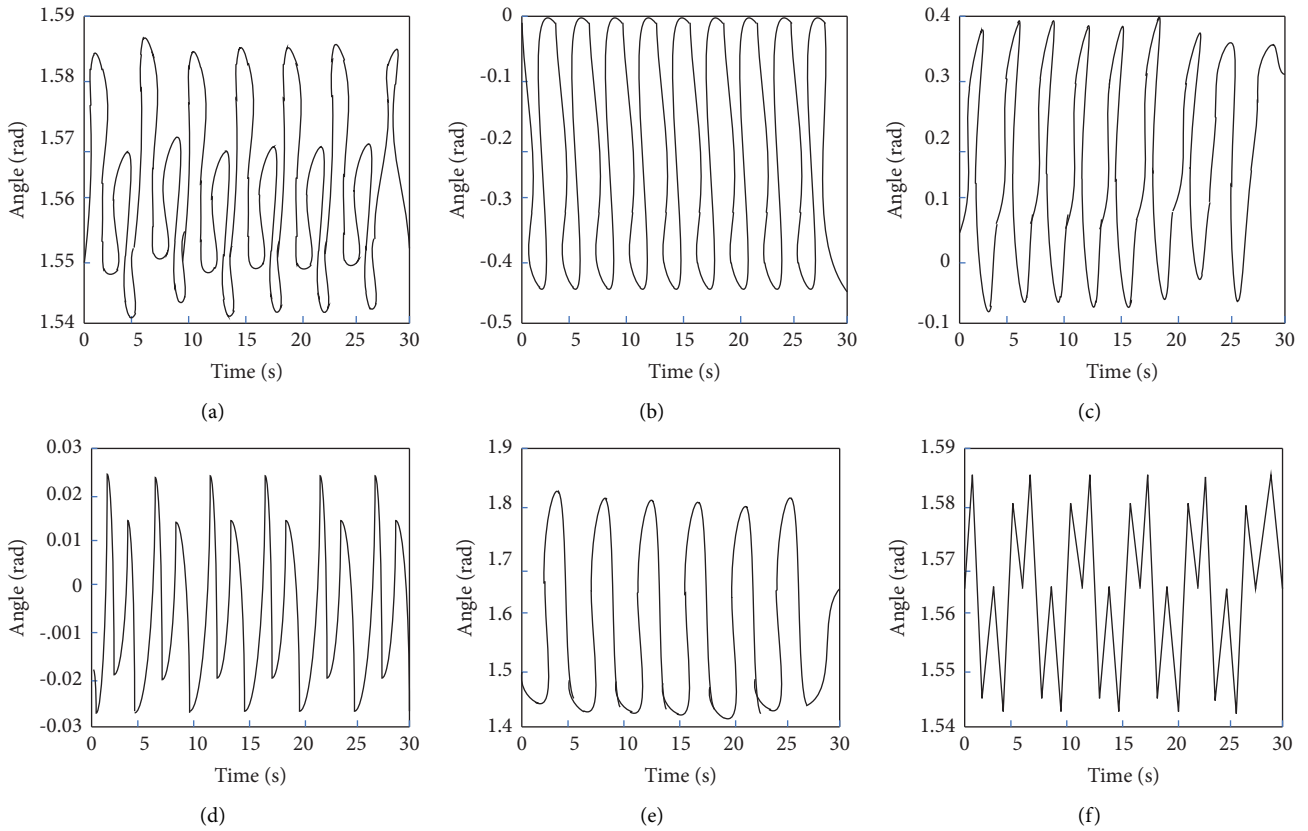 1.59
1.58
1.57
1.56
1.55
1.54
Angle (rad)
0 5 10 15 20 25 30
Time (s)
(a)
0
-0.1
-0.2
-0.3
-0.4
-0.5
Angle (rad)
0 5 10 15 20 25 30
Time (s)
(b)
0.4
0.3
0.2
0.1
0
-0.1
Angle (rad)
0 5 10 15 20 25 30
Time (s)
(c)
0.03
0.02
0.01
0
-.001
-0.02
-0.03
Angle (rad)
0 5 10 15 20 25 30
Time (s)
(d)
1.9
1.8
1.7
1.6
1.5
1.4
Angle (rad)
0 5 10 15 20 25 30
Time (s)
(e)
1.59
1.58
1.57
1.56
1.55
1.54
Angle (rad)
0 5 10 15 20 25 30
Time (s)
(f)